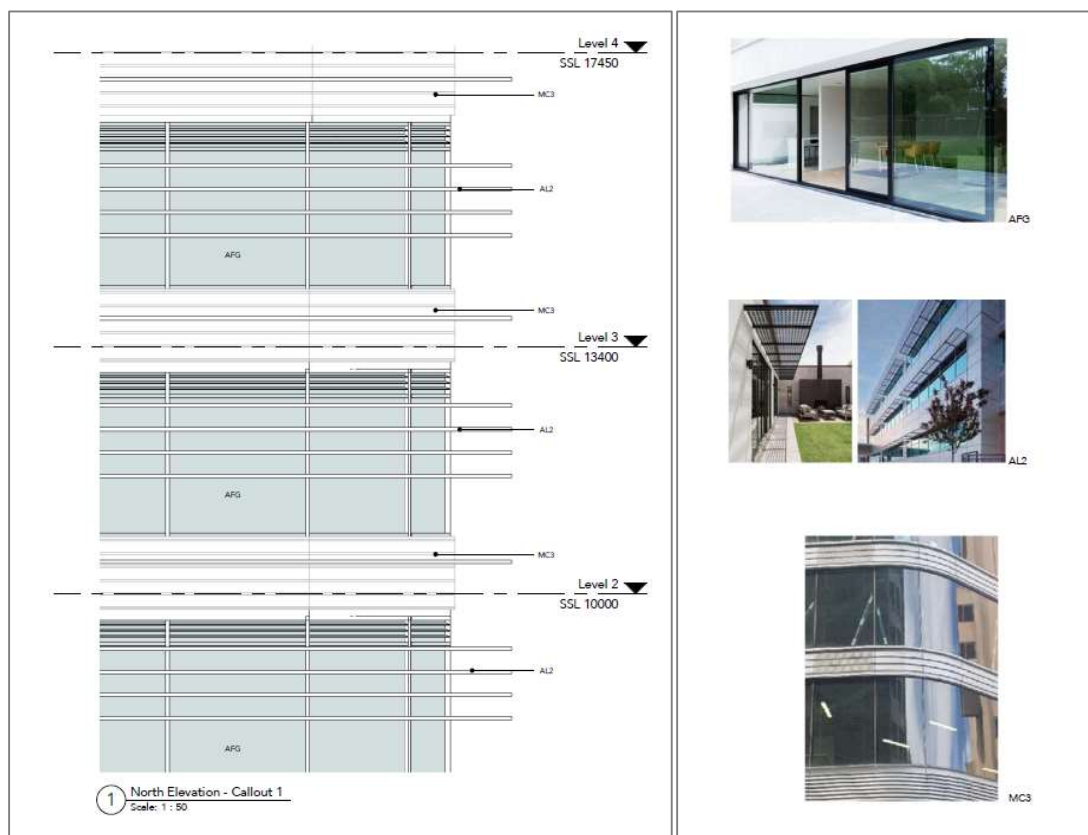 Level 4
SSL 17450
MC3
AL2
AFG
MC3
Level 3
SSL 13400
AL2
AFG
MC3
Level 2
SSL 10000
AL2
AFG
1 North Elevation - Callout 1
Scale: 1 : 50
AFG
AL2
MC3